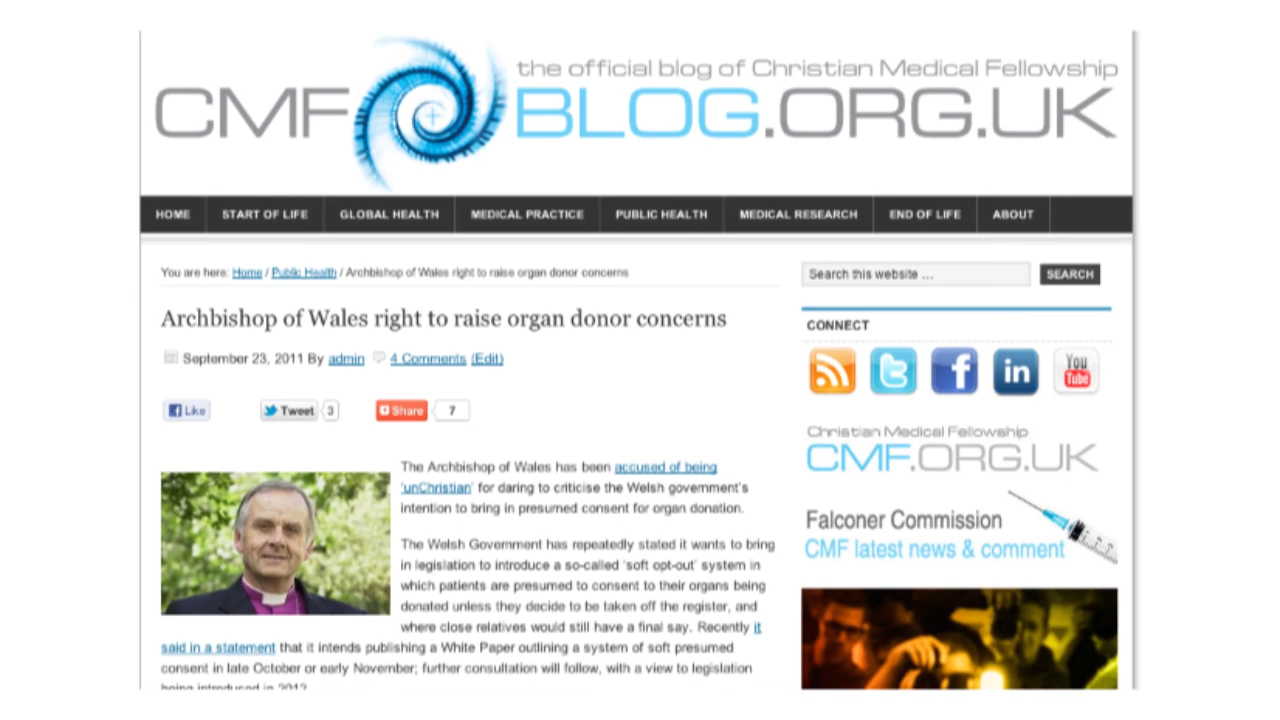 the official blog of Christian Medical Fellowship
CMF BLOG.ORG.UK
HOME START OF LIFE GLOBAL HEALTH MEDICAL PRACTICE PUBLIC HEALTH MEDICAL RESEARCH END OF LIFE ABOUT
You are here: Home / Public Health / Archbishop of Wales right to raise organ donor concerns
Archbishop of Wales right to raise organ donor concerns
September 23, 2011 By admin 4 Comments (Edit)
Like Tweet 3 Share 7
The Archbishop of Wales has been accused of being
'unChristian' for daring to criticise the Welsh government's
intention to bring in presumed consent for organ donation.
The Welsh Government has repeatedly stated it wants to bring
in legislation to introduce a so-called 'soft opt-out' system in
which patients are presumed to consent to their organs being
donated unless they decide to be taken off the register, and
where close relatives would still have a final say. Recently it
said in a statement that it intends publishing a White Paper outlining a system of soft presumed
consent in late October or early November; further consultation will follow, with a view to legislation
being introduced in 2012
Search this website ... SEARCH
CONNECT
in You Tube
Christian Medical Fellowship
CMF.ORG.UK
Falconer Commission
CMF latest news & comment